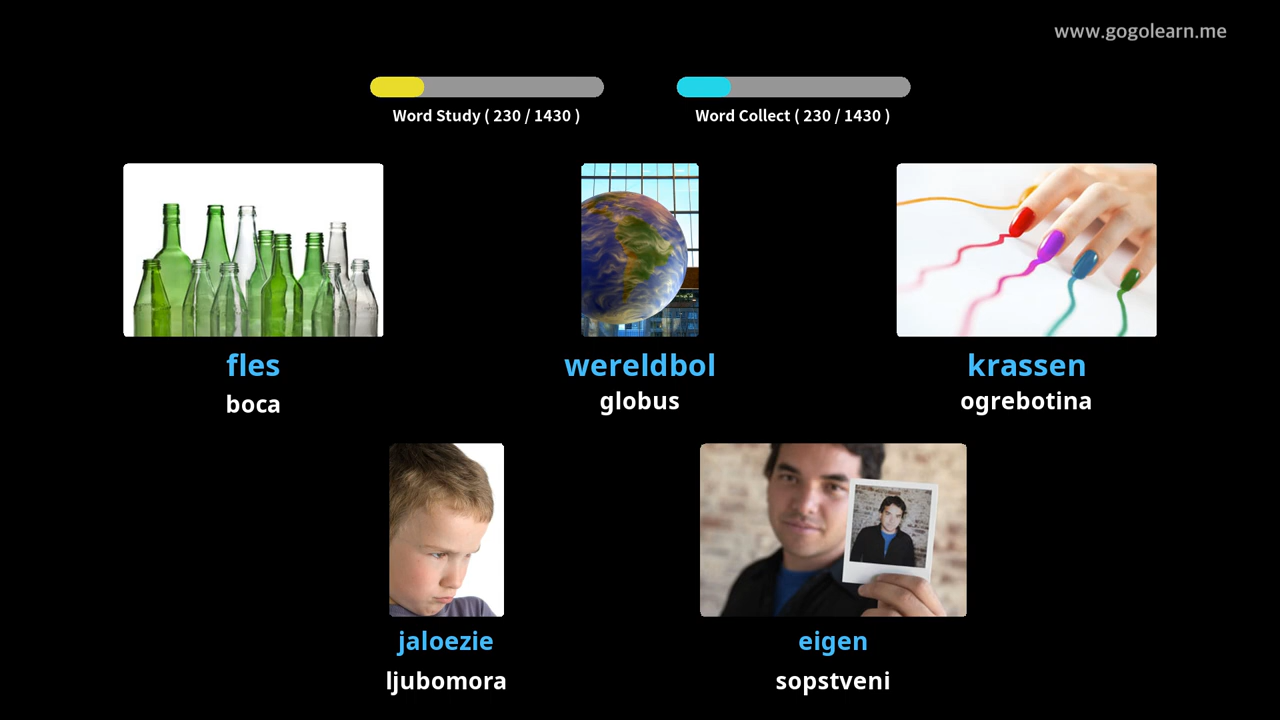 www.gogolearn.me
Word Study ( 230 / 1430 )
Word Collect ( 230 / 1430 )
fles
boca
wereldbol
globus
krassen
ogrebotina
jaloezie
ljubomora
eigen
sopstveni